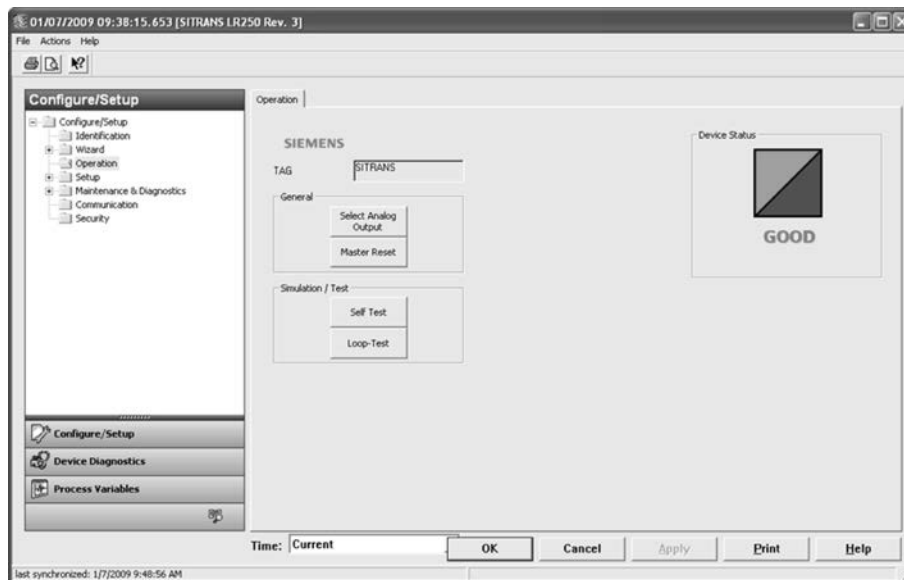 01/07/2009 09:38:15.653 [SITRANS LR250 Rev. 3]
File Actions Help
Configure/Setup
Configure/Setup
Identification
Wizard
Operation
Setup
Maintenance & Diagnostics
Communication
Security
Configure/Setup
Device Diagnostics
Process Variables
Operation
SIEMENS
TAG SITRANS
General
Select Analog
Output
Master Reset
Simulation / Test
Self Test
Loop-Test
Device Status
GOOD
Time: Current
OK Cancel Apply Print Help
last synchronized: 1/7/2009 9:48:56 AM